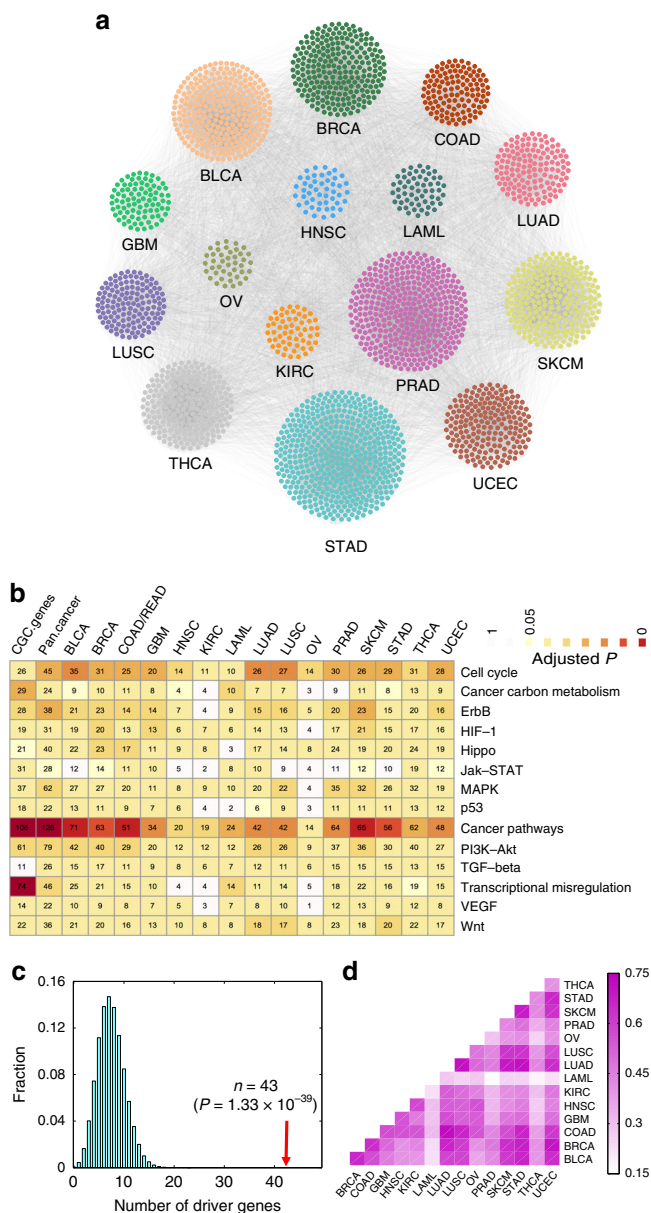 a
BRCA
COAD
BLCA
LUAD
HNSC
LAML
GBM
OV
LUSC
KIRC
PRAD
SKCM
THCA
UCEC
STAD
b
CGC.genes Pan.cancer BLCA BRCA COAD/READ GBM HNSC KIRC LAML LUAD LUSC OV PRAD SKCM STAD THCA UCEC
1 0.05 0
Adjusted P
26 45 35 31 25 20 14 11 10 26 27 14 30 26 29 31 28 Cell cycle
29 24 9 10 11 8 4 4 10 7 7 3 9 11 8 13 9 Cancer carbon metabolism
28 38 21 23 14 14 7 4 9 15 16 5 20 23 15 20 16 ErbB
19 31 19 20 13 13 6 7 6 14 14 4 17 21 15 17 16 HIF−1
21 40 22 23 17 11 9 8 3 17 14 8 24 19 20 24 19 Hippo
31 28 12 14 11 10 5 2 10 9 4 4 11 12 10 19 12 Jak−STAT
37 62 27 27 20 11 8 8 8 20 22 9 35 32 16 27 24 MAPK
18 22 13 11 9 7 6 4 2 6 9 3 11 11 11 13 12 p53
106 126 71 63 51 34 20 19 24 42 42 14 64 65 56 62 48 Cancer pathways
61 79 42 40 29 20 12 11 12 26 26 9 37 36 30 40 27 PI3K−Akt
11 26 15 17 11 9 8 6 7 12 11 6 12 15 15 15 13 TGF−beta
74 46 25 21 15 10 4 4 14 11 14 5 18 22 16 19 15 Transcriptional misregulation
14 22 10 9 7 8 5 3 7 10 8 1 12 13 9 12 8 VEGF
22 36 21 20 16 13 10 8 8 18 17 8 17 18 20 22 17 Wnt
c
0.16
0.12
0.08
0.04
0
Fraction
n = 43
(P = 1.33 × 10−39)
0 10 20 30 40
Number of driver genes
d
THCA
STAD
SKCM
PRAD
OV
LUSC
LUAD
LAML
KIRC
HNSC
GBM
COAD
BRCA
BLCA
BRCA COAD GBM HNSC KIRC LAML LUAD LUSC OV PRAD SKCM STAD THCA UCEC
0.75
0.6
0.45
0.3
0.15